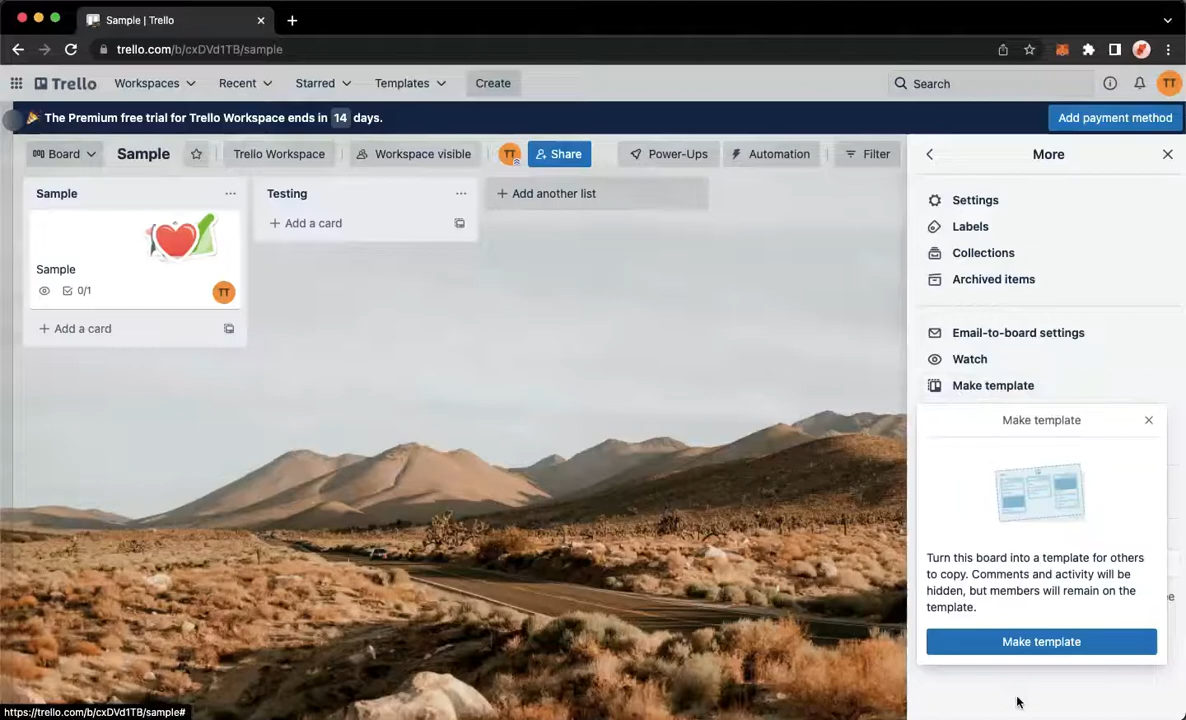 Sample | Trello
trello.com/b/cxDVd1TB/sample
Trello Workspaces Recent Starred Templates Create Search TT
The Premium free trial for Trello Workspace ends in 14 days. Add payment method
Board Sample Trello Workspace Workspace visible TT Share Power-Ups Automation Filter More
Sample
Sample
0/1
TT
+ Add a card
Testing
+ Add a card
+ Add another list
Settings
Labels
Collections
Archived items
Email-to-board settings
Watch
Make template
Make template
Turn this board into a template for others
to copy. Comments and activity will be
hidden, but members will remain on the
template.
Make template
https://trello.com/b/cxDVd1TB/sample#